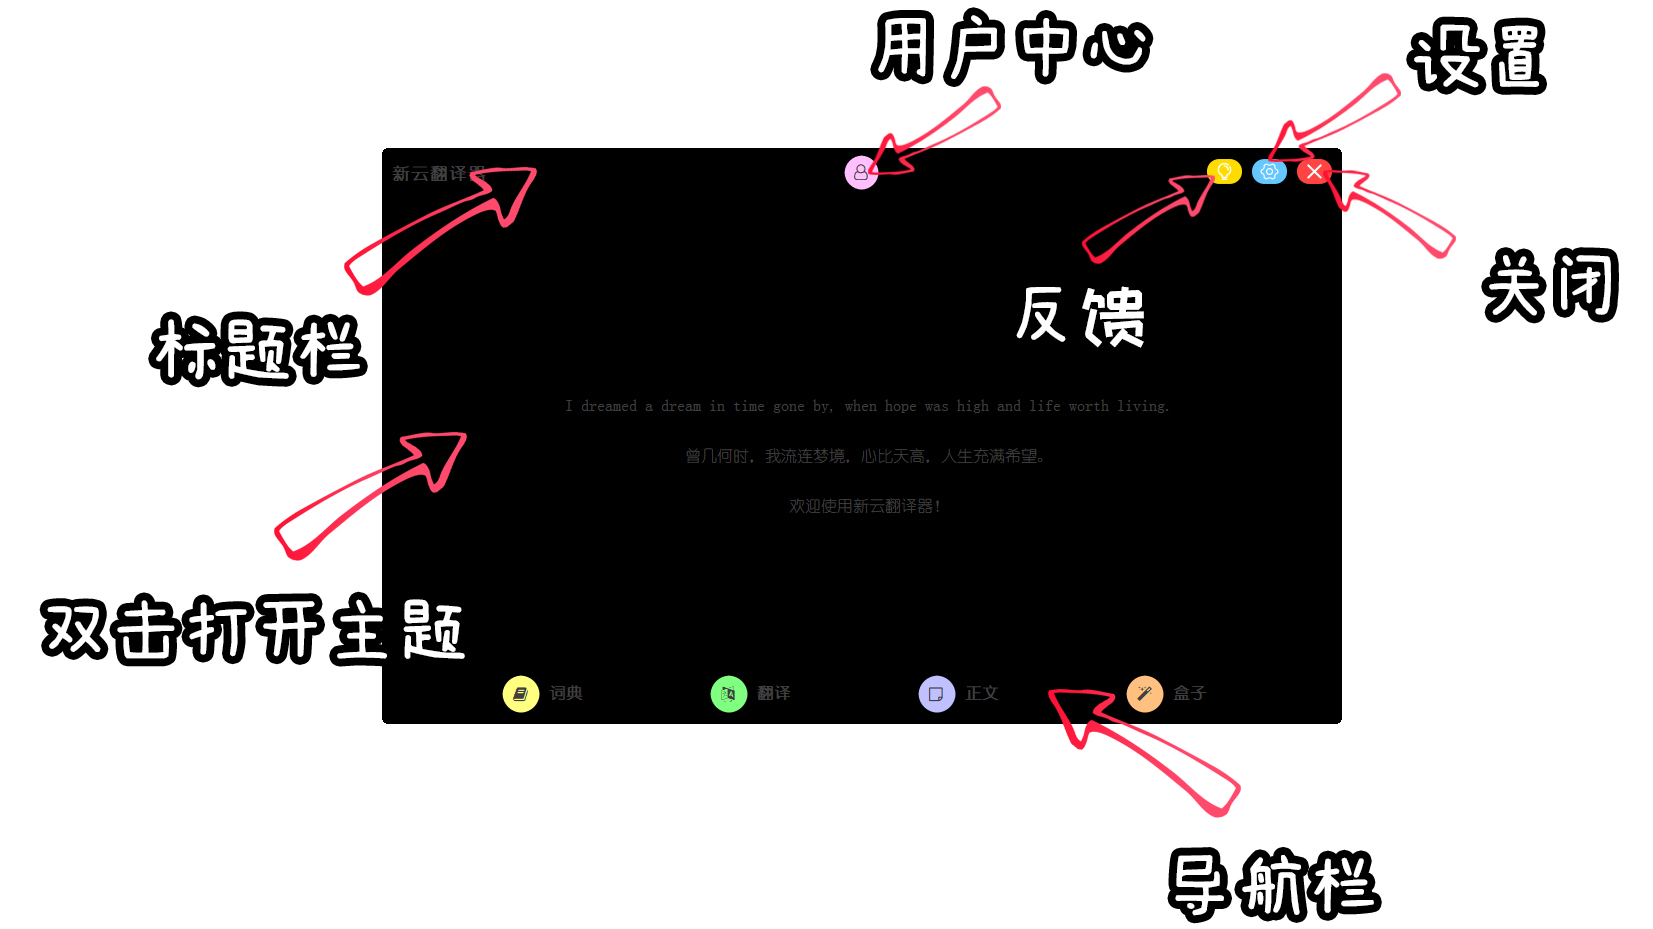 用户中心
设置
新云翻译器
关闭
反馈
标题栏
I dreamed a dream in time gone by, when hope was high and life worth living.
曾几何时，我流连梦境，心比天高，人生充满希望。
欢迎使用新云翻译器！
双击打开主题
词典
翻译
正文
盒子
导航栏